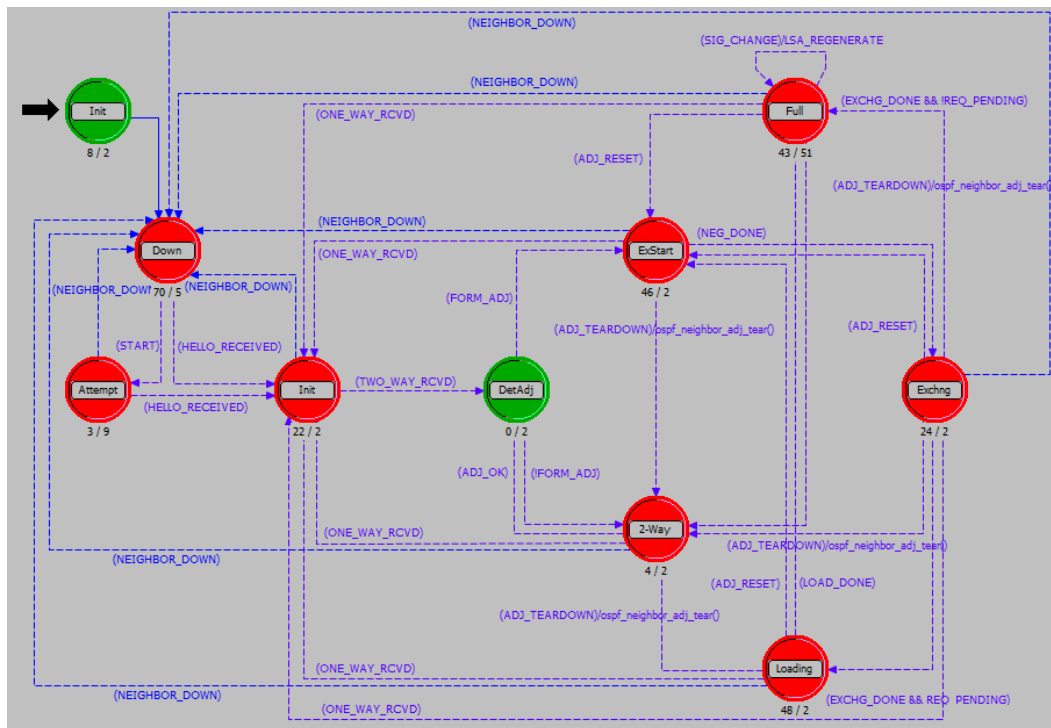 (NEIGHBOR_DOWN)
(SIG_CHANGE)/LSA_REGENERATE
(NEIGHBOR_DOWN)
Init
Full
(EXCHG_DONE && !REQ_PENDING)
(ONE_WAY_RCVD)
8 / 2
43 / 51
(ADJ_RESET)
(ADJ_TEARDOWN)/ospf_neighbor_adj_tear()
(NEIGHBOR_DOWN)
(NEG_DONE)
Down
ExStart
(ONE_WAY_RCVD)
(NEIGHBOR_DOWN)
70 / 5
(NEIGHBOR_DOWN)
46 / 2
(FORM_ADJ)
(ADJ_TEARDOWN)/ospf_neighbor_adj_tear()
(ADJ_RESET)
(START)
(HELLO_RECEIVED)
(TWO_WAY_RCVD)
Attempt
Init
DetAdj
Exchng
(HELLO_RECEIVED)
3 / 9
22 / 2
0 / 2
24 / 2
(ADJ_OK)
(!FORM_ADJ)
(ONE_WAY_RCVD)
2-Way
(NEIGHBOR_DOWN)
(ADJ_TEARDOWN)/ospf_neighbor_adj_tear()
4 / 2
(ADJ_RESET)
(LOAD_DONE)
(ADJ_TEARDOWN)/ospf_neighbor_adj_tear()
(ONE_WAY_RCVD)
Loading
(NEIGHBOR_DOWN)
(EXCHG_DONE && REQ_PENDING)
(ONE_WAY_RCVD)
48 / 2